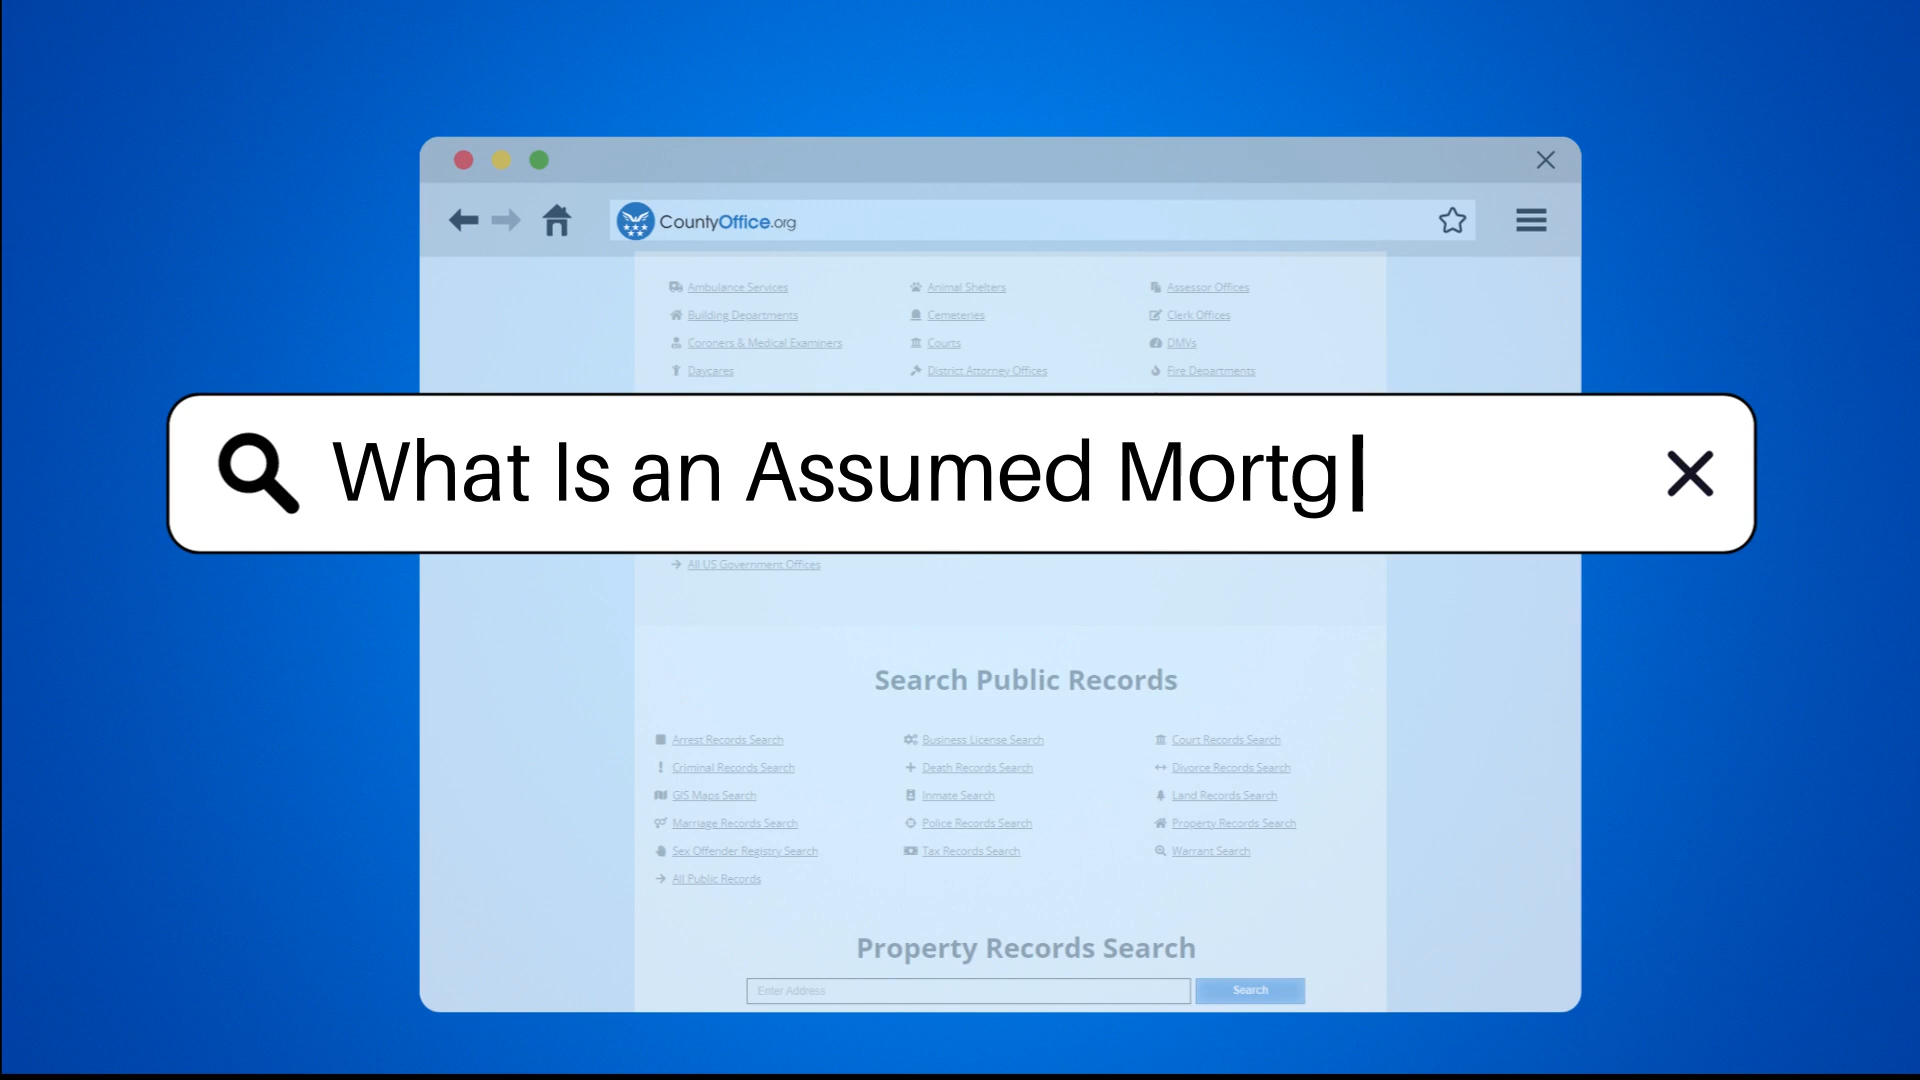 CountyOffice.org
Ambulance Services Animal Shelters Assessor Offices
Building Departments Cemeteries Clerk Offices
Coroners & Medical Examiners Courts DMVs
Daycares District Attorney Offices Fire Departments
What Is an Assumed Mortg
All US Government Offices
Search Public Records
Arrest Records Search Business License Search Court Records Search
Criminal Records Search Death Records Search Divorce Records Search
GIS Maps Search Inmate Search Land Records Search
Marriage Records Search Police Records Search Property Records Search
Sex Offender Registry Search Tax Records Search Warrant Search
All Public Records
Property Records Search
Enter Address Search